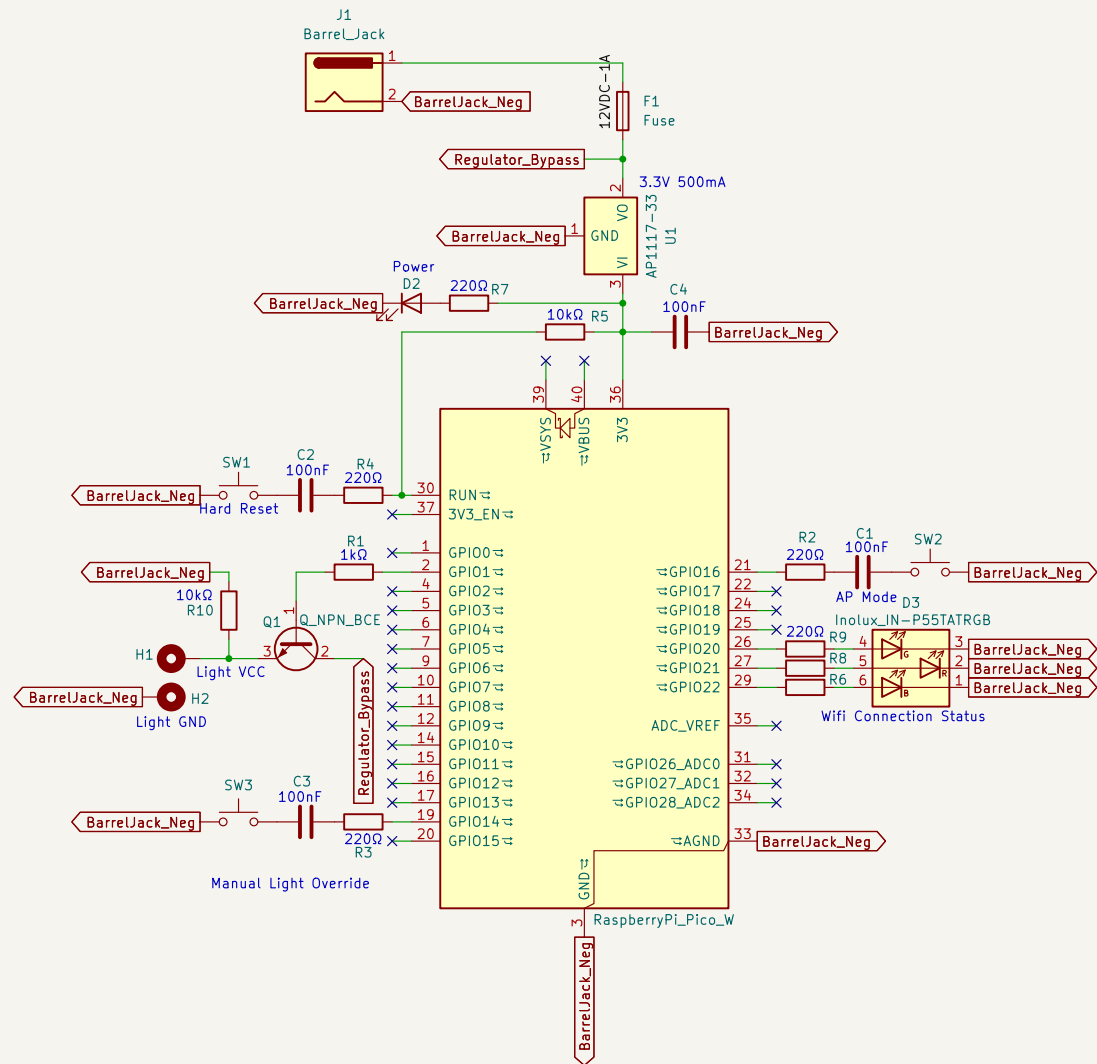 J1
Barrel_Jack
1
2
BarrelJack_Neg
12VDC-1A
F1
Fuse
Regulator_Bypass
3.3V 500mA
2
VO
BarrelJack_Neg
1
GND
AP1117-33
U1
VI
3
Power
D2
BarrelJack_Neg
220Ω
R7
C4
100nF
10kΩ
R5
BarrelJack_Neg
39
40
36
VSYS
VBUS
3V3
SW1
BarrelJack_Neg
Hard Reset
C2
100nF
R4
220Ω
30
RUN
37
3V3_EN
1
GPIO0
R1
1kΩ
2
GPIO1
4
GPIO2
5
GPIO3
6
GPIO4
7
GPIO5
9
GPIO6
10
GPIO7
11
GPIO8
12
GPIO9
14
GPIO10
15
GPIO11
16
GPIO12
17
GPIO13
19
GPIO14
20
GPIO15
BarrelJack_Neg
10kΩ
R10
1
Q1
Q_NPN_BCE
3
2
H1
Light VCC
BarrelJack_Neg
H2
Light GND
Regulator_Bypass
SW3
BarrelJack_Neg
C3
100nF
220Ω
R3
Manual Light Override
GPIO16
21
GPIO17
22
GPIO18
24
GPIO19
25
GPIO20
26
GPIO21
27
GPIO22
29
ADC_VREF
35
GPIO26_ADC0
31
GPIO27_ADC1
32
GPIO28_ADC2
34
AGND
33
BarrelJack_Neg
R2
220Ω
C1
100nF
SW2
BarrelJack_Neg
AP Mode
D3
Inolux_IN-P55TATRGB
220Ω
R9
R8
R6
4
G
3
BarrelJack_Neg
5
R
2
BarrelJack_Neg
6
B
1
BarrelJack_Neg
Wifi Connection Status
GND
3
RaspberryPi_Pico_W
BarrelJack_Neg